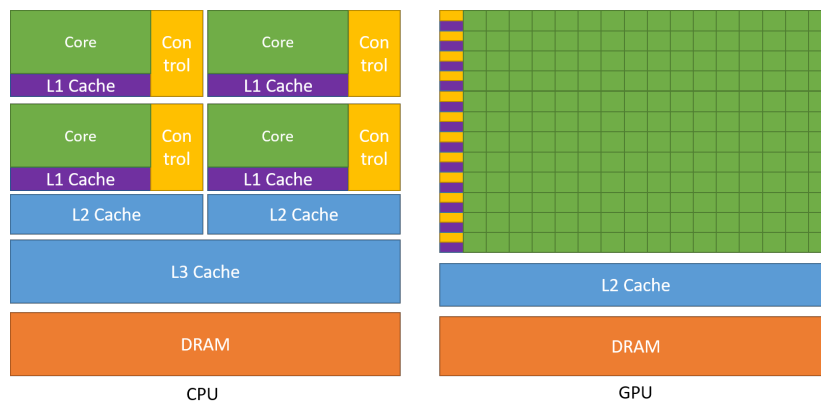 Core
Con
trol
L1 Cache
Core
Con
trol
L1 Cache
Core
Con
trol
L1 Cache
Core
Con
trol
L1 Cache
L2 Cache
L2 Cache
L3 Cache
DRAM
CPU
L2 Cache
DRAM
GPU